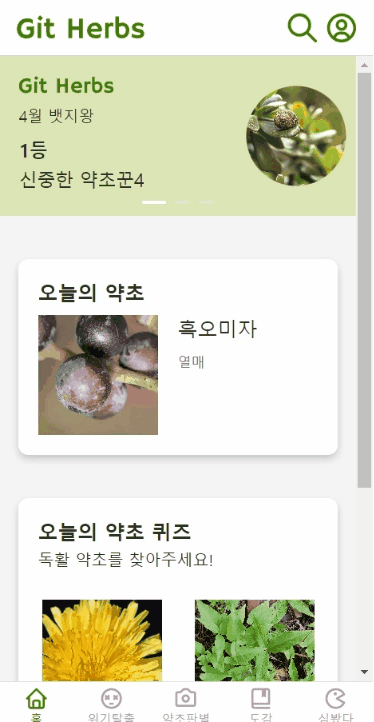 Git Herbs
Git Herbs
4월 뱃지왕
1등
신중한 약초꾼4
오늘의 약초
흑오미자
열매
오늘의 약초 퀴즈
독활 약초를 찾아주세요!
홈 위기탈출 약초판별 도감 심봤다